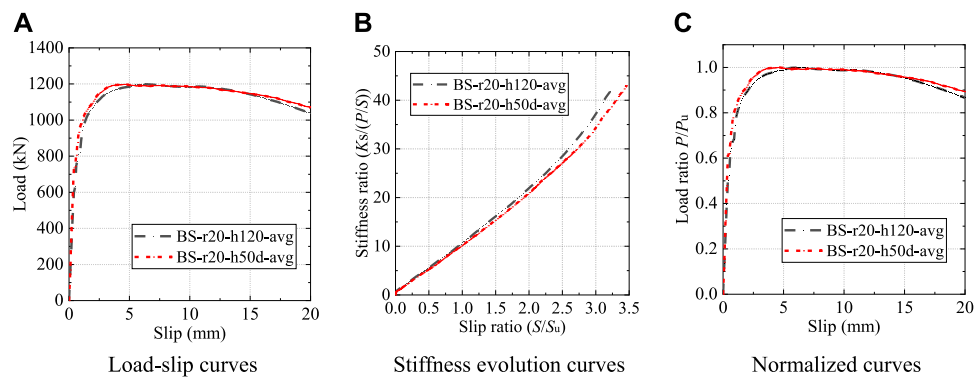 A
1400
1200
1000
800
600
400
200
0
Load (kN)
BS-r20-h120-avg
BS-r20-h50d-avg
0 5 10 15 20
Slip (mm)
Load-slip curves
B
50
40
30
20
10
0
Stiffness ratio (Ks/(P/S))
BS-r20-h120-avg
BS-r20-h50d-avg
0.0 0.5 1.0 1.5 2.0 2.5 3.0 3.5
Slip ratio (S/Su)
Stiffness evolution curves
C
1.0
0.8
0.6
0.4
0.2
0.0
Load ratio P/Pu
BS-r20-h120-avg
BS-r20-h50d-avg
0 5 10 15 20
Slip (mm)
Normalized curves